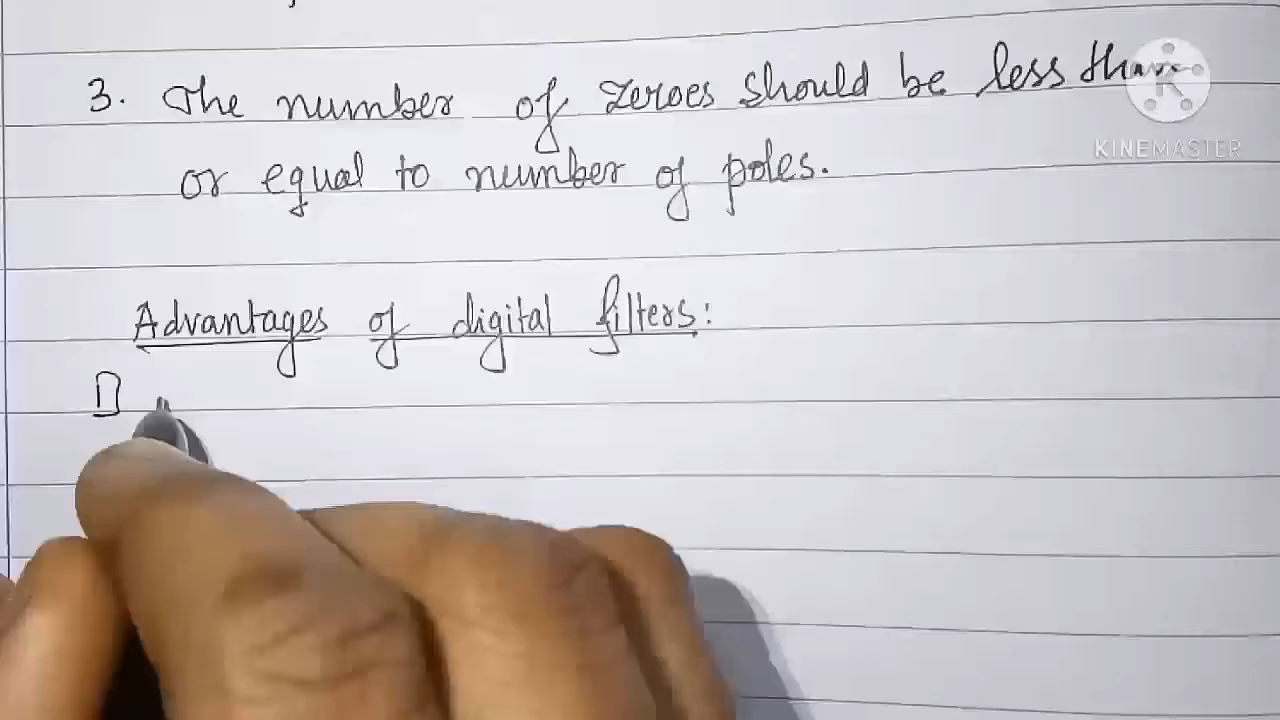 3. The number of zeroes should be less than
or equal to number of poles.
Advantages of digital filters:
1)
KINEMASTER